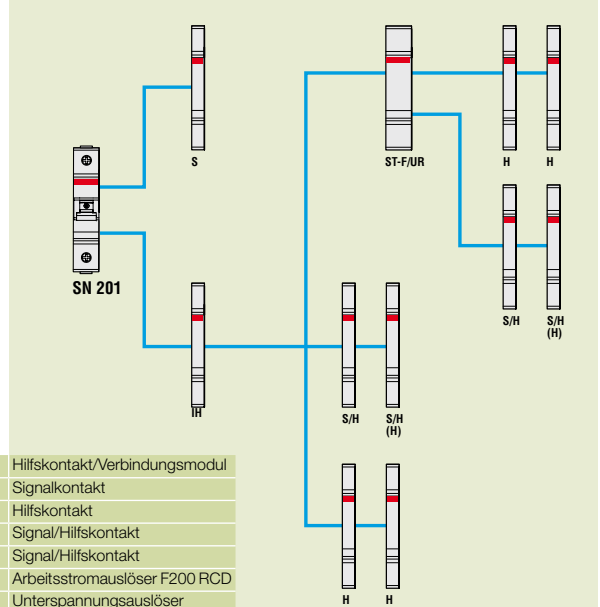 S
ST-F/UR
H
H
SN 201
S/H
S/H
(H)
IH
S/H
S/H
(H)
Hilfskontakt/Verbindungsmodul
Signalkontakt
Hilfskontakt
Signal/Hilfskontakt
Signal/Hilfskontakt
Arbeitsstromauslöser F200 RCD
Unterspannungsauslöser
H
H